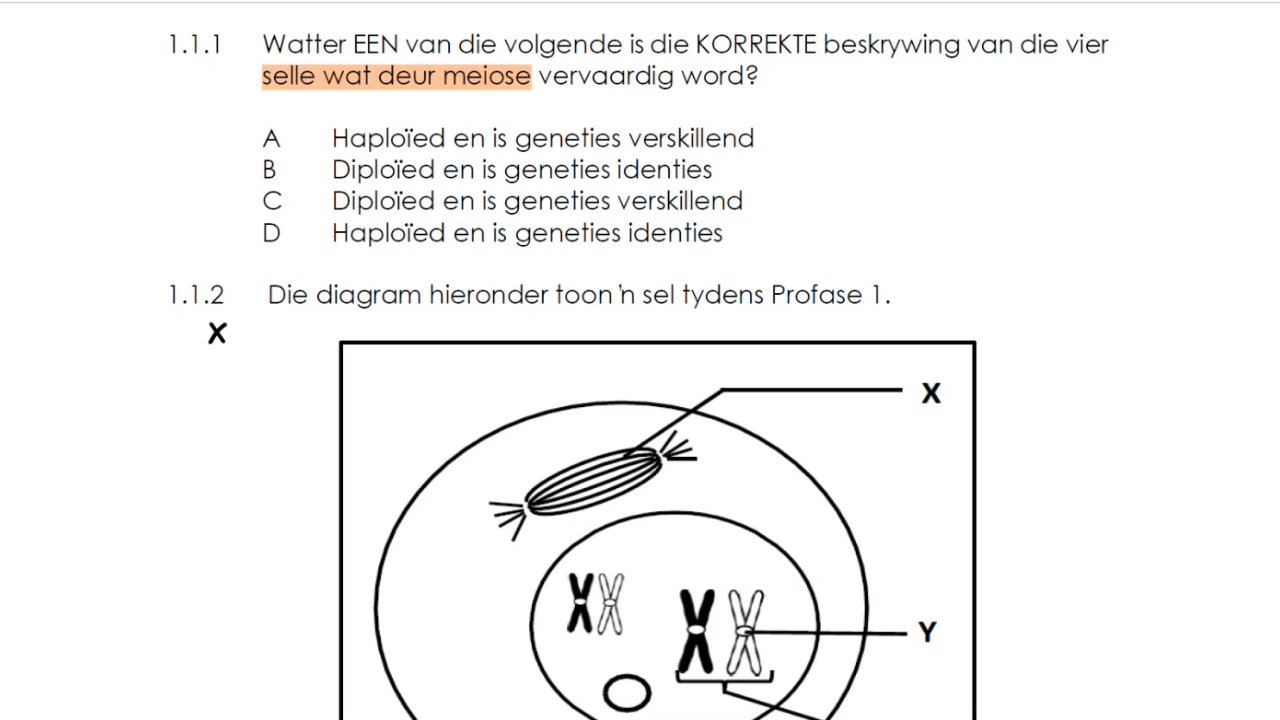 1.1.1 Watter EEN van die volgende is die KORREKTE beskrywing van die vier
selle wat deur meiose vervaardig word?
A Haploïed en is geneties verskillend
B Diploïed en is geneties identies
C Diploïed en is geneties verskillend
D Haploïed en is geneties identies
1.1.2 Die diagram hieronder toon 'n sel tydens Profase 1.
X
X
Y